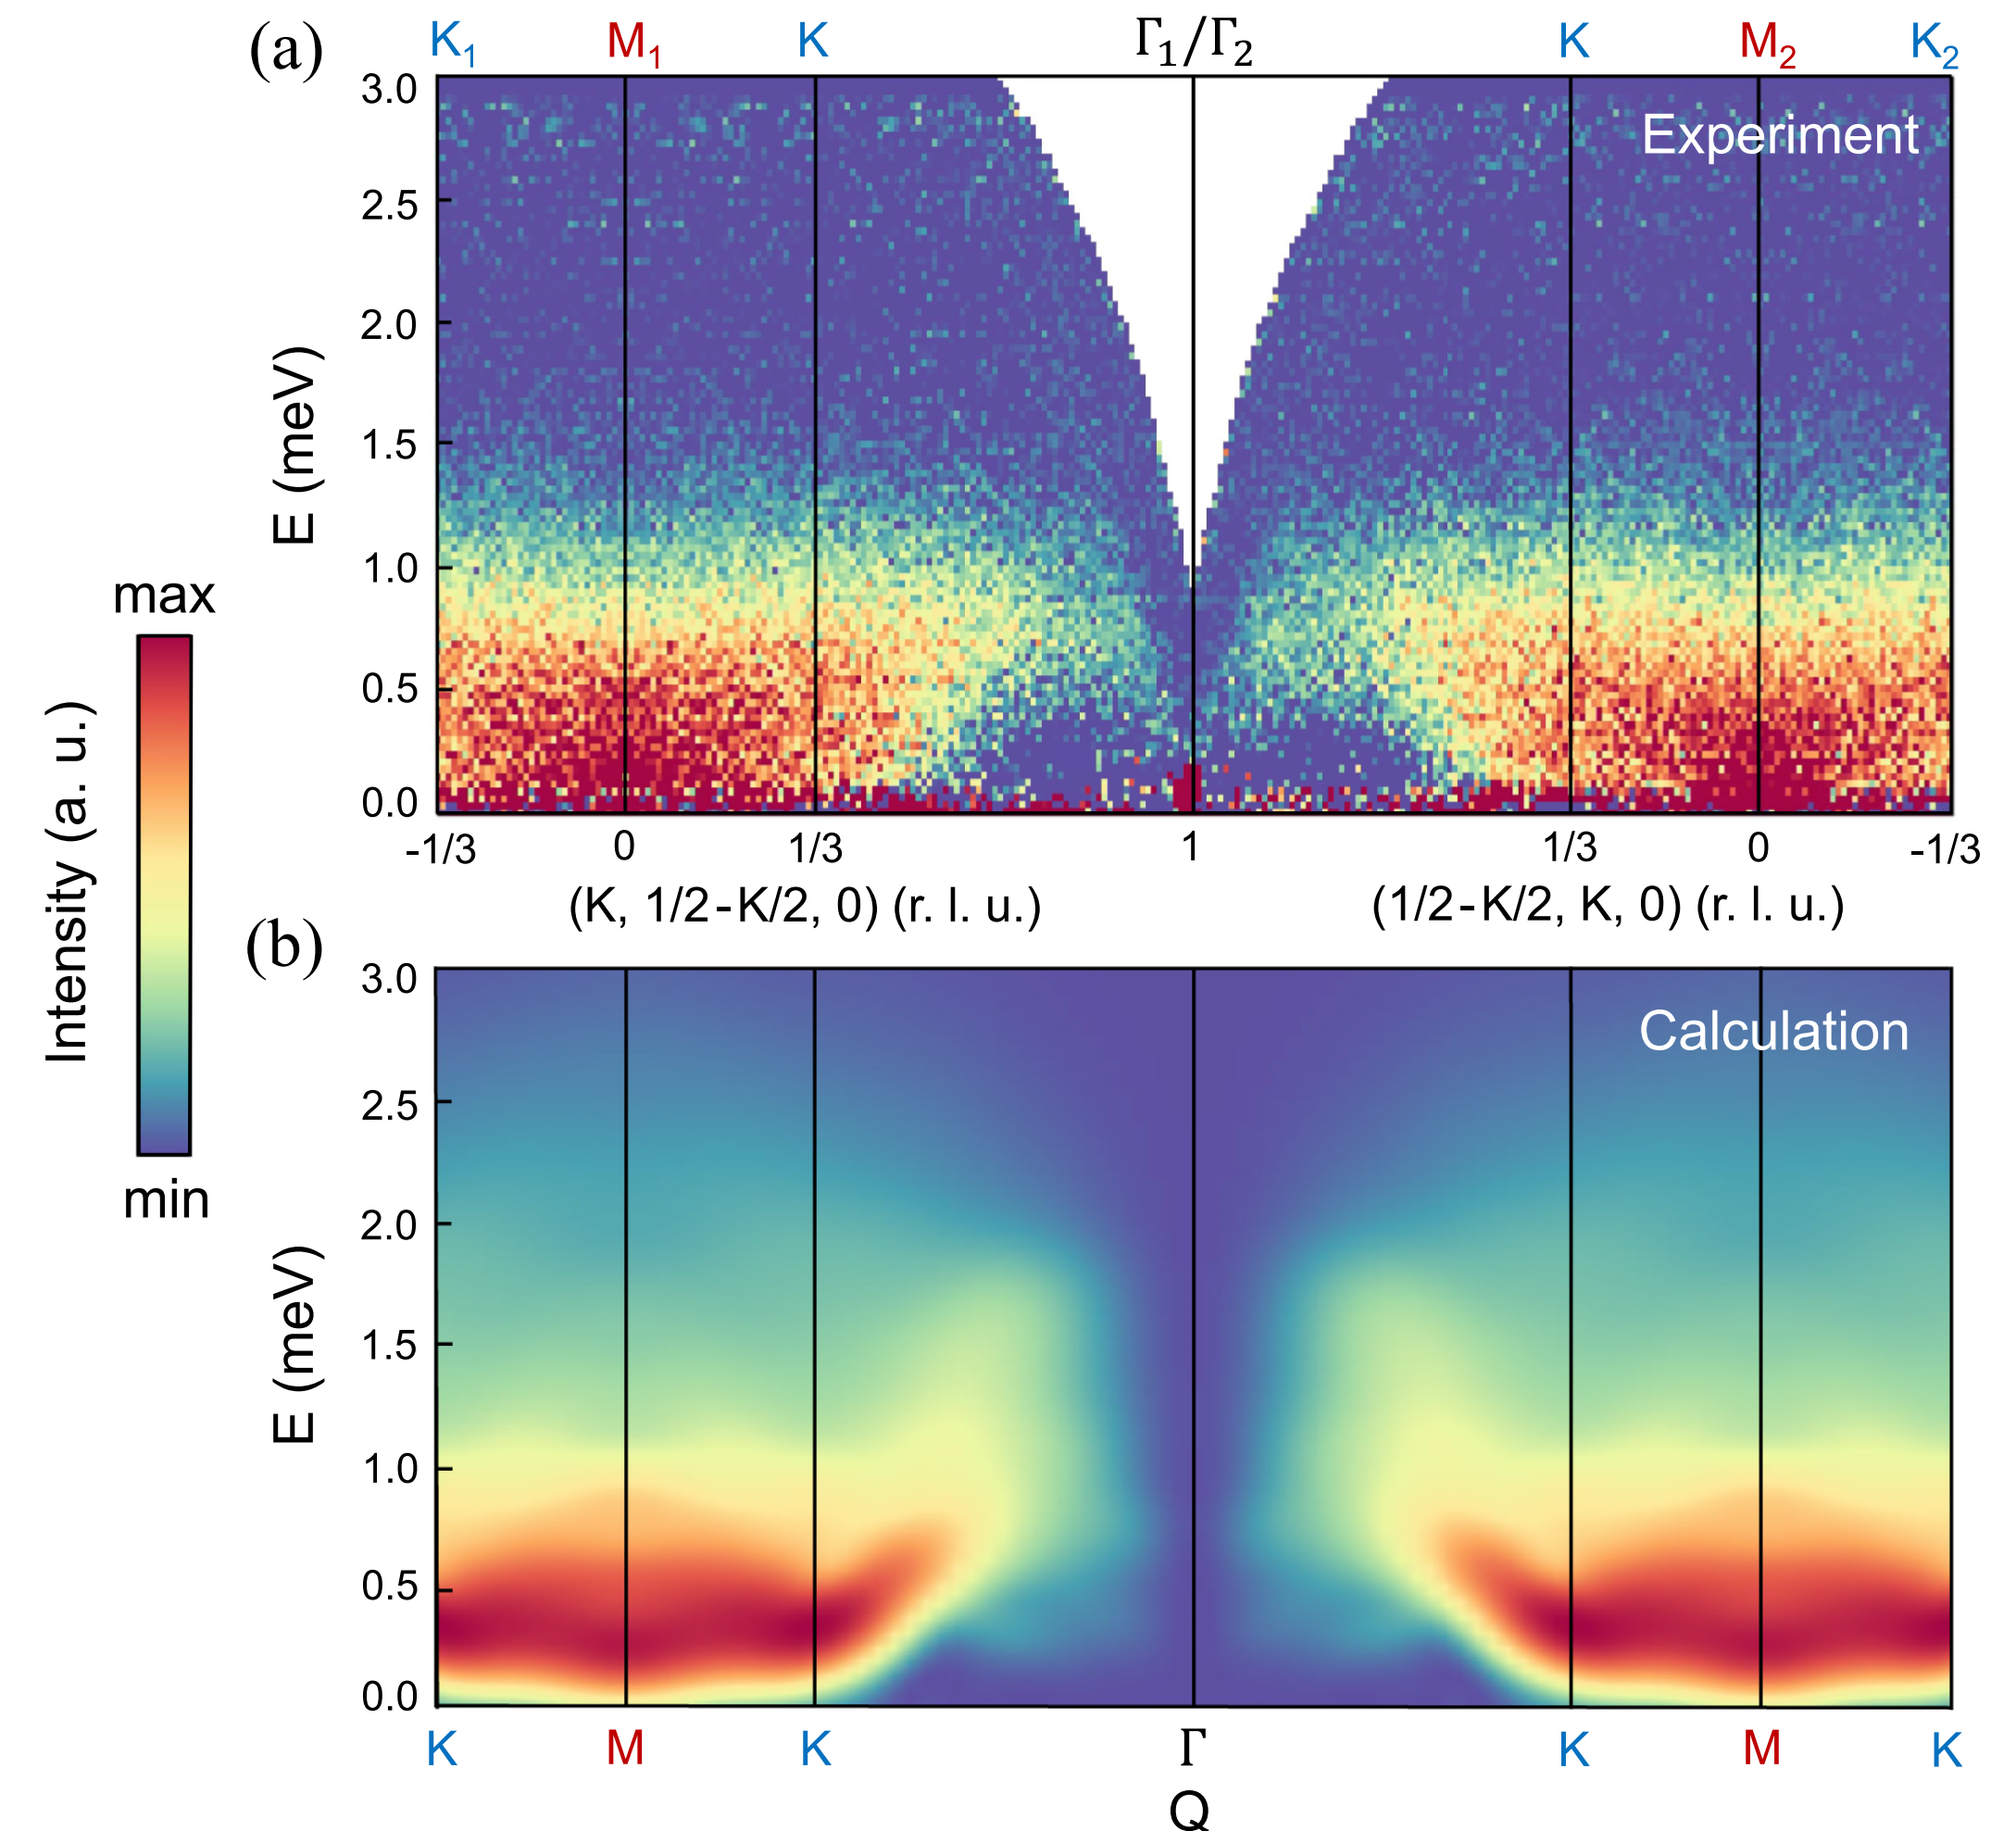 (a)
K₁ M₁ K Γ₁/Γ₂ K M₂ K₂
3.0
Experiment
2.5
2.0
1.5
1.0
0.5
0.0
E (meV)
-1/3 0 1/3 1 1/3 0 -1/3
(K, 1/2-K/2, 0) (r. l. u.) (1/2-K/2, K, 0) (r. l. u.)
max
Intensity (a. u.)
min
(b)
3.0
Calculation
2.5
2.0
1.5
1.0
0.5
0.0
E (meV)
K M K Γ K M K
Q